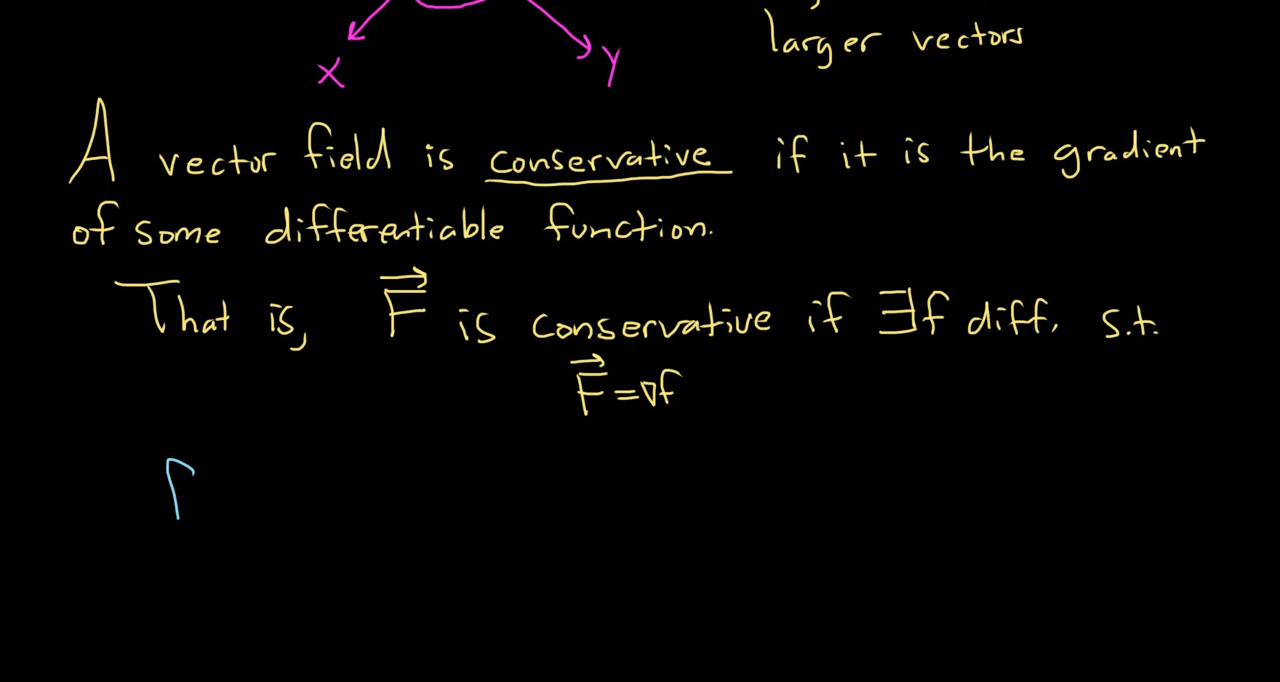 larger vectors
x
y
A vector field is conservative if it is the gradient
of some differentiable function.
That is, F⃗ is conservative if ∃f diff. s.t.
F⃗ = ∇f